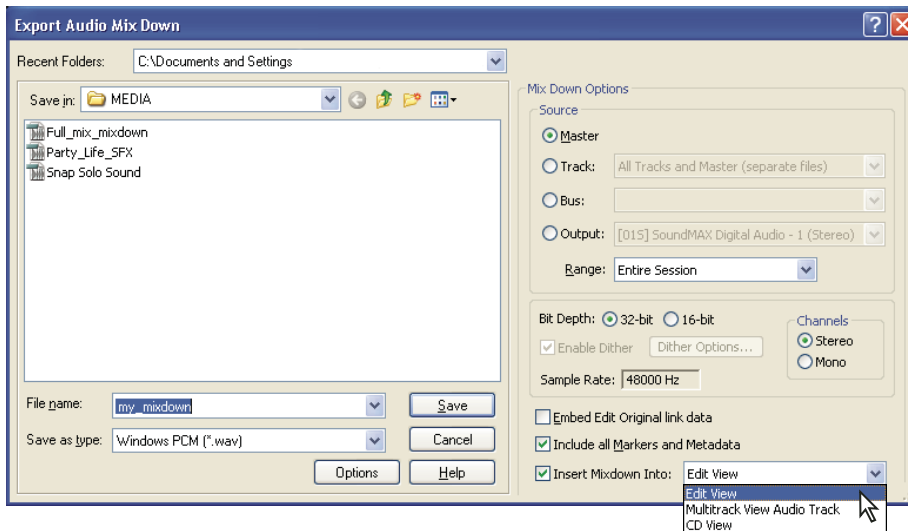 Export Audio Mix Down
Recent Folders: C:\Documents and Settings
Save in: MEDIA
Full_mix_mixdown
Party_Life_SFX
Snap Solo Sound
File name: my_mixdown Save
Save as type: Windows PCM (*.wav) Cancel
Options Help
Mix Down Options
Source
Master
Track: All Tracks and Master (separate files)
Bus:
Output: [01S] SoundMAX Digital Audio - 1 (Stereo)
Range: Entire Session
Bit Depth: 32-bit 16-bit
Enable Dither Dither Options...
Sample Rate: 48000 Hz
Channels
Stereo
Mono
Embed Edit Original link data
Include all Markers and Metadata
Insert Mixdown Into: Edit View
Edit View
Multitrack View Audio Track
CD View